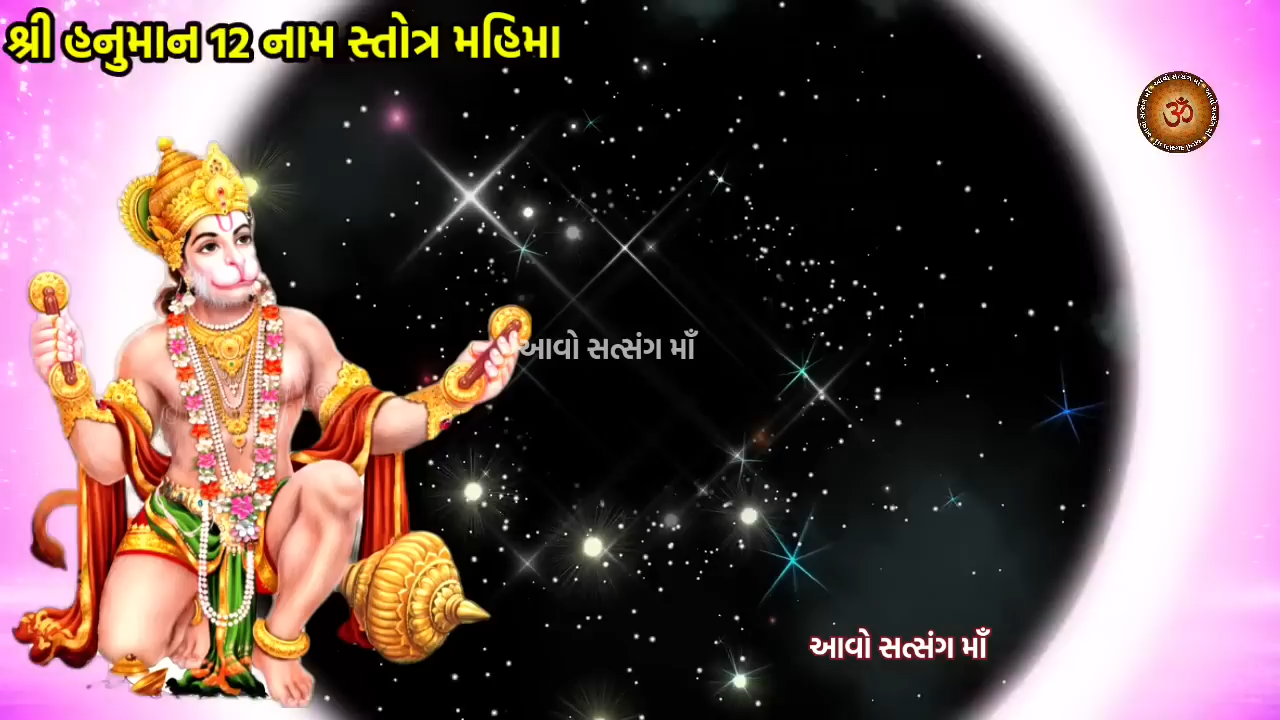 શ્રી હનુમાન 12 નામ સ્તોત્ર મહિમા
ૐ
આવો સત્સંગ માઁ
આવો સત્સંગ માઁ